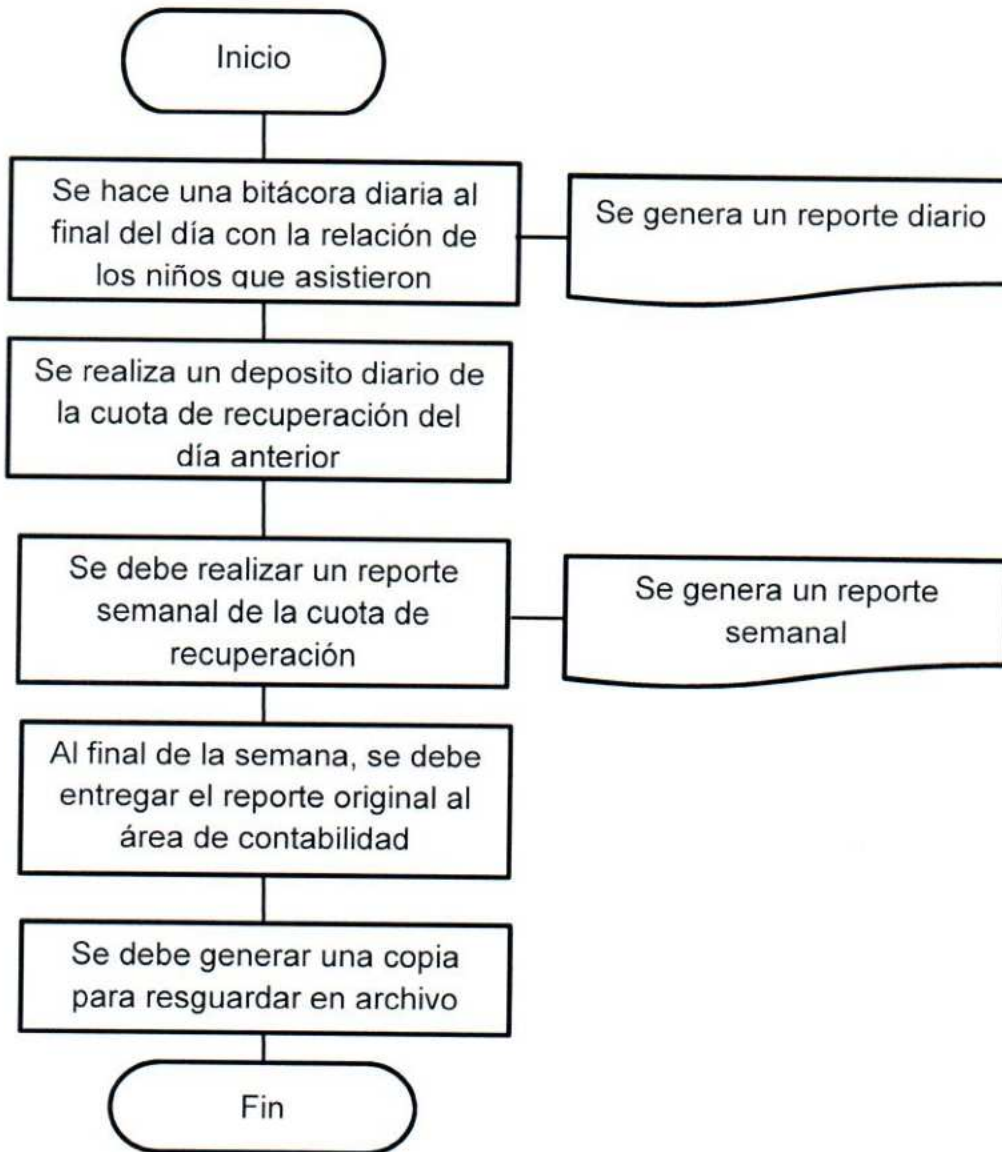 Inicio
Se hace una bitácora diaria al
final del día con la relación de
los niños que asistieron
Se genera un reporte diario
Se realiza un deposito diario de
la cuota de recuperación del
día anterior
Se debe realizar un reporte
semanal de la cuota de
recuperación
Se genera un reporte
semanal
Al final de la semana, se debe
entregar el reporte original al
área de contabilidad
Se debe generar una copia
para resguardar en archivo
Fin